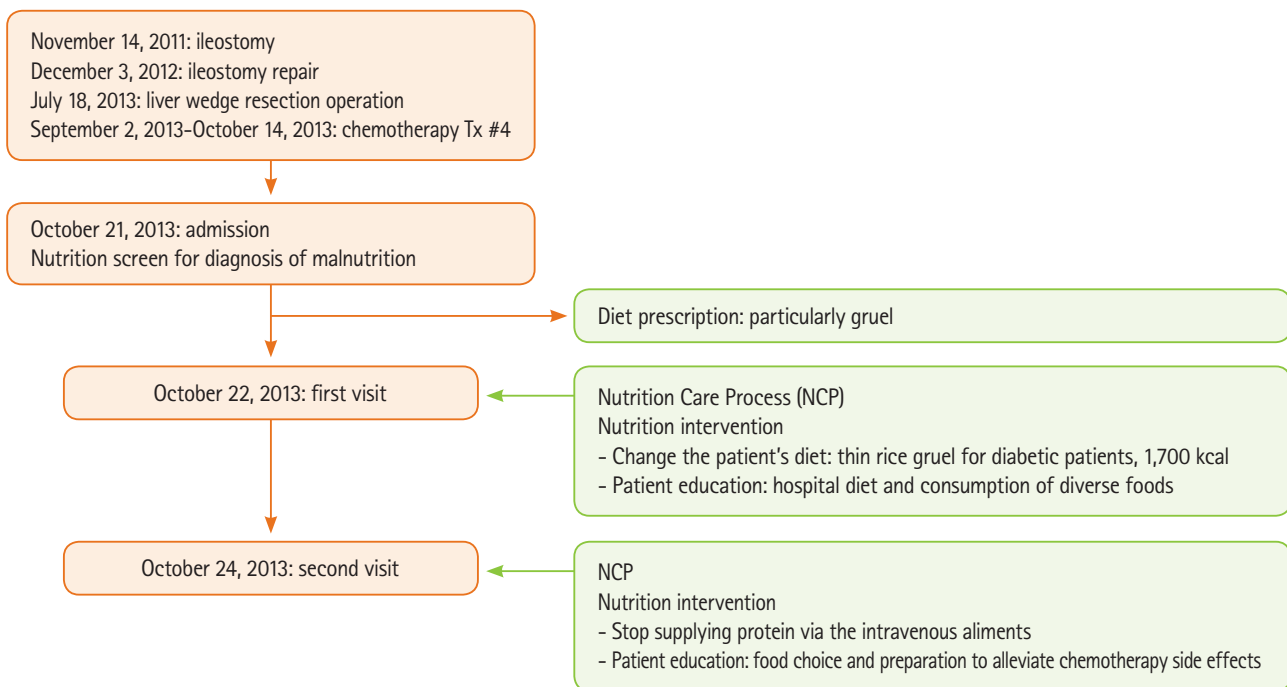 November 14, 2011: ileostomy
December 3, 2012: ileostomy repair
July 18, 2013: liver wedge resection operation
September 2, 2013-October 14, 2013: chemotherapy Tx #4
October 21, 2013: admission
Nutrition screen for diagnosis of malnutrition
Diet prescription: particularly gruel
October 22, 2013: first visit
Nutrition Care Process (NCP)
Nutrition intervention
- Change the patient's diet: thin rice gruel for diabetic patients, 1,700 kcal
- Patient education: hospital diet and consumption of diverse foods
October 24, 2013: second visit
NCP
Nutrition intervention
- Stop supplying protein via the intravenous aliments
- Patient education: food choice and preparation to alleviate chemotherapy side effects